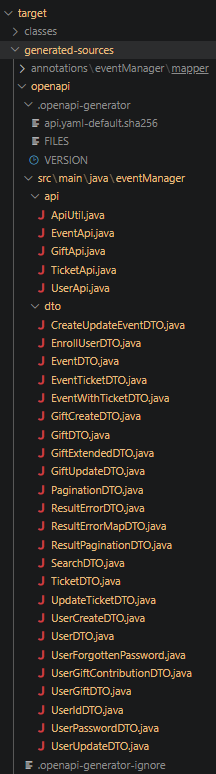 target
classes
generated-sources
annotations\eventManager\mapper
openapi
.openapi-generator
api.yaml-default.sha256
FILES
VERSION
src\main\java\eventManager
api
ApiUtil.java
EventApi.java
GiftApi.java
TicketApi.java
UserApi.java
dto
CreateUpdateEventDTO.java
EnrollUserDTO.java
EventDTO.java
EventTicketDTO.java
EventWithTicketDTO.java
GiftCreateDTO.java
GiftDTO.java
GiftExtendedDTO.java
GiftUpdateDTO.java
PaginationDTO.java
ResultErrorDTO.java
ResultErrorMapDTO.java
ResultPaginationDTO.java
SearchDTO.java
TicketDTO.java
UpdateTicketDTO.java
UserCreateDTO.java
UserDTO.java
UserForgottenPassword.java
UserGiftContributionDTO.java
UserGiftDTO.java
UserIdDTO.java
UserPasswordDTO.java
UserUpdateDTO.java
.openapi-generator-ignore